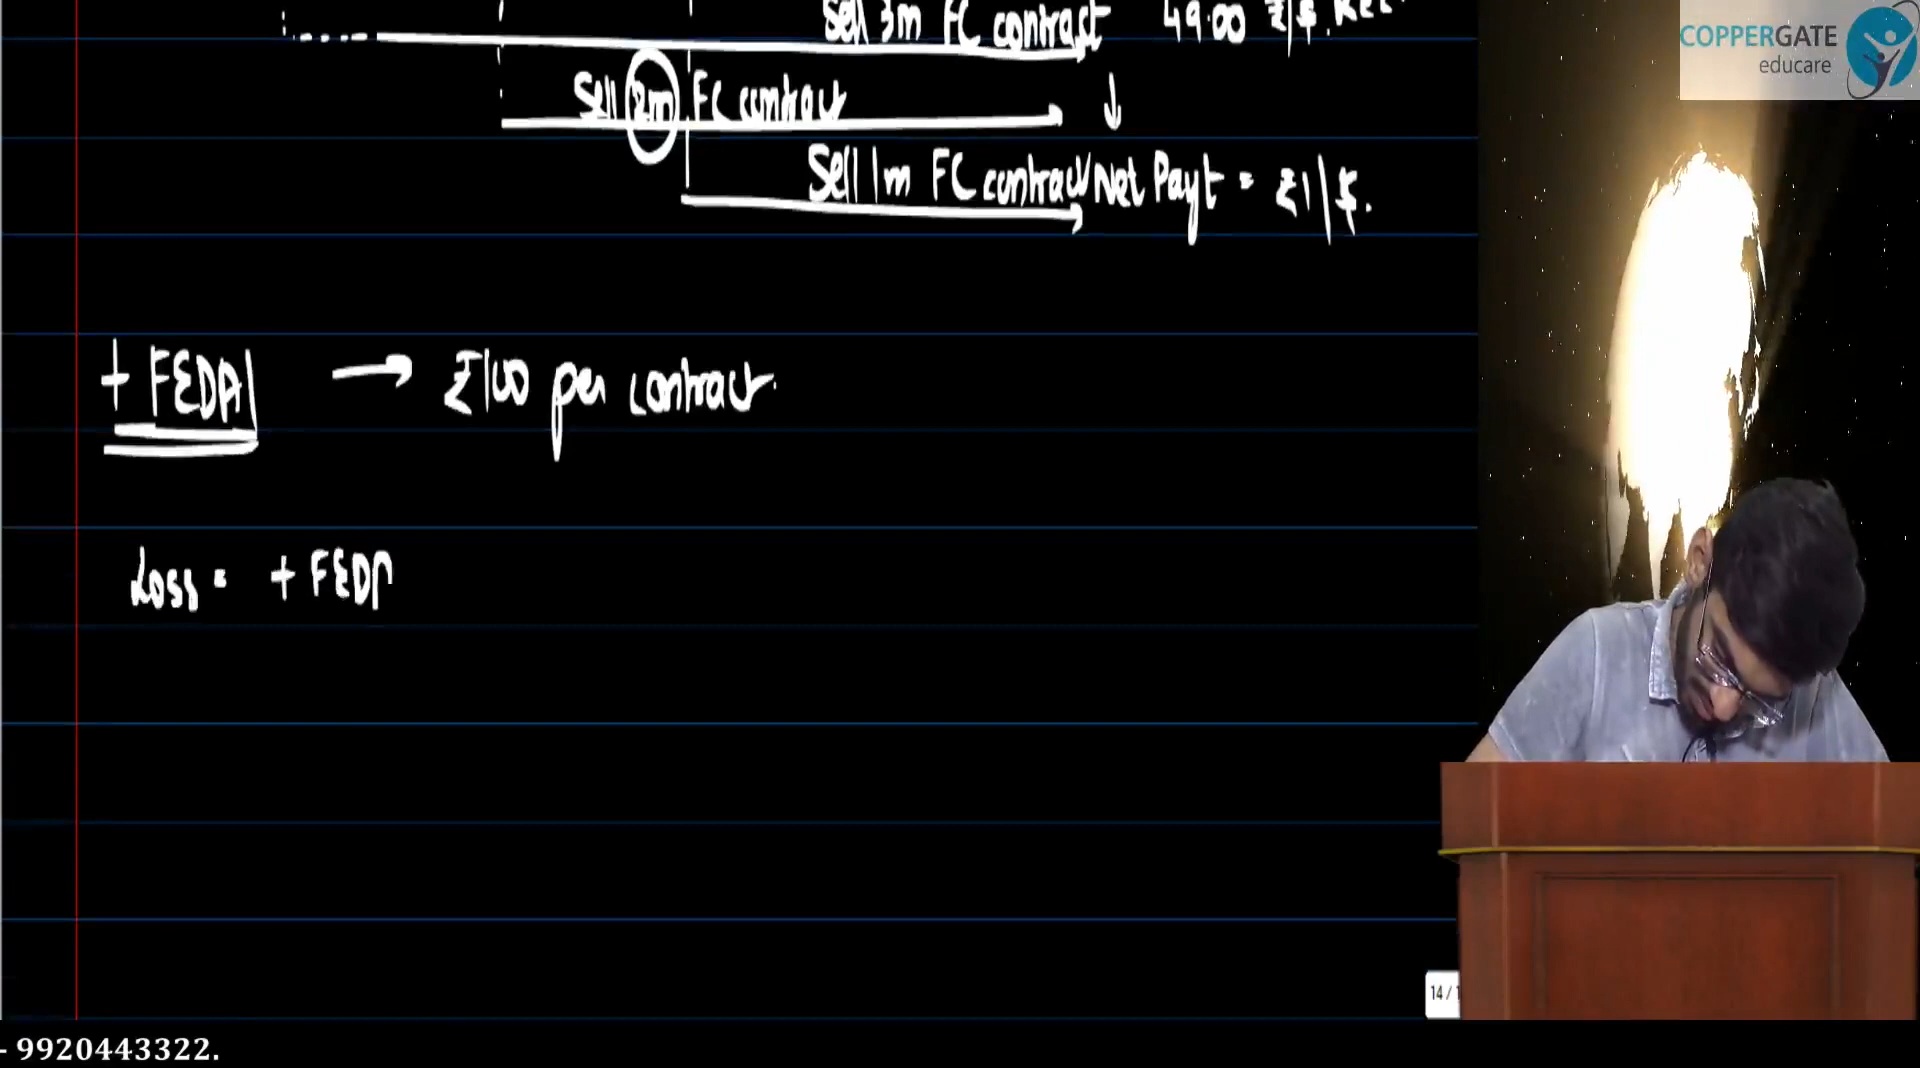 Sell 3m FC contract 49.00 ₹/$. Rec.
Sell 2m FC contract
Sell 1m FC contract Net Payt = ₹1/$.
+ FEDAI → ₹100 per contract.
Loss = + FEDA
COPPERGATE
educare
14/1
- 9920443322.